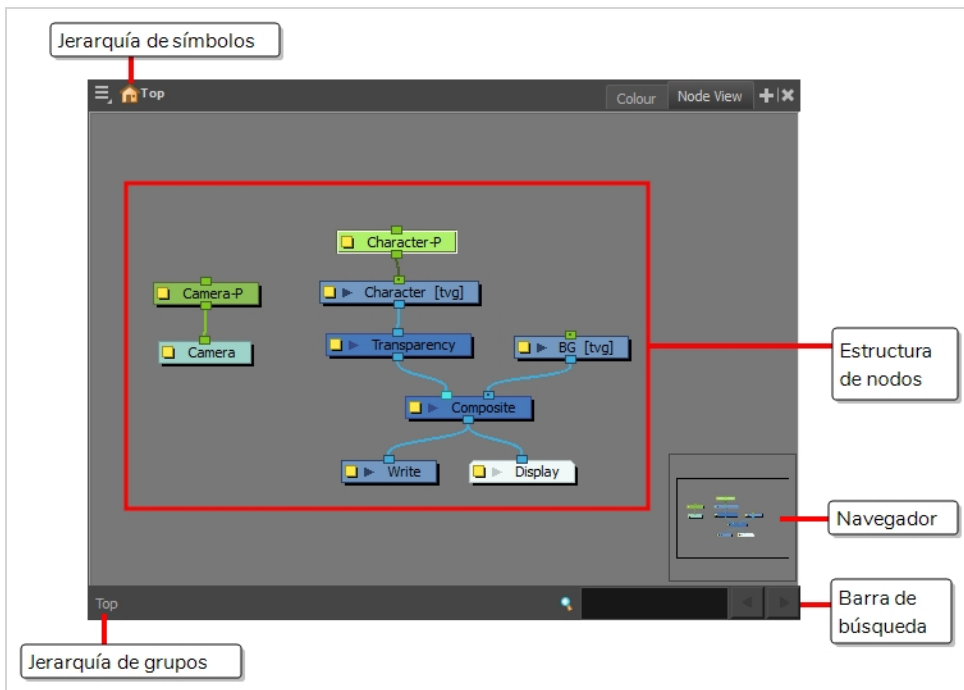 Jerarquía de símbolos
Top
Colour
Node View
Character-P
Camera-P
Character [tvg]
Camera
Transparency
BG [tvg]
Estructura
de nodos
Composite
Write
Display
Navegador
Top
Barra de
búsqueda
Jerarquía de grupos